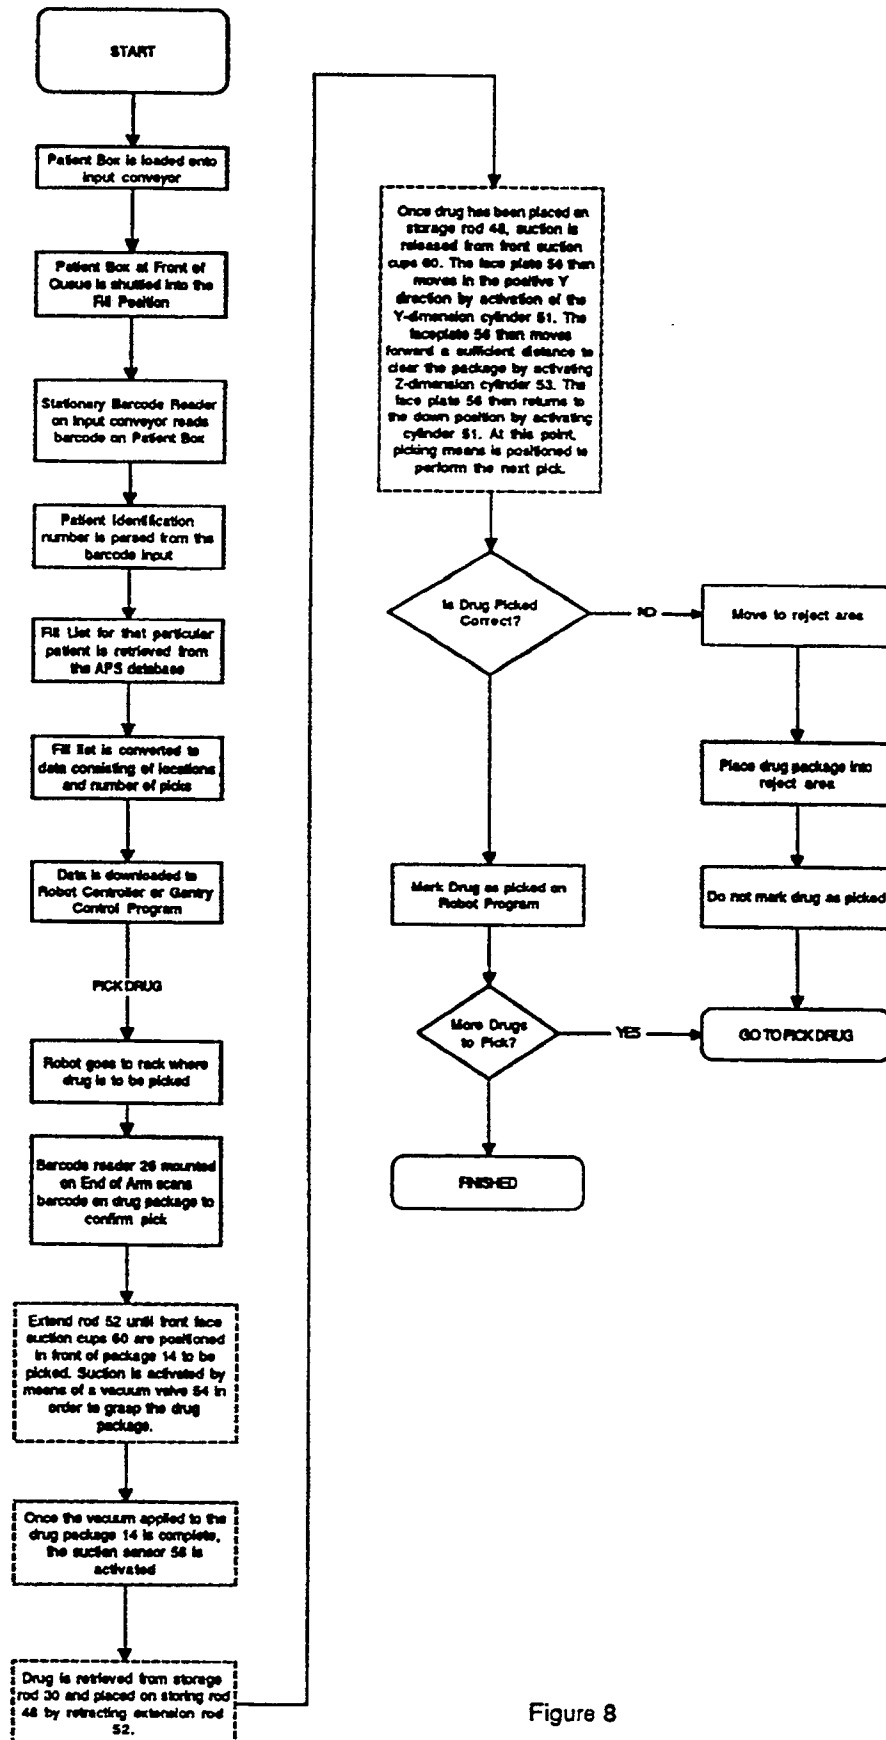 START
Patient Box is loaded onto
input conveyor
Patient Box at Front of
Queue is shuttled into the
Fill Position
Stationary Barcode Reader
on input conveyor reads
barcode on Patient Box
Patient Identification
number is parsed from the
barcode input
Fill List for that particular
patient is retrieved from
the APS database
Fill list is converted to
data consisting of locations
and number of picks
Data is downloaded to
Robot Controller or Gantry
Control Program
PICK DRUG
Robot goes to rack where
drug is to be picked
Barcode reader 26 mounted
on End of Arm scans
barcode on drug package to
confirm pick
Extend rod 52 until front face
suction cups 60 are positioned
in front of package 14 to be
picked. Suction is activated by
means of a vacuum valve 54 in
order to grasp the drug
package.
Once the vacuum applied to the
drug package 14 is complete,
the suction sensor 58 is
activated
Drug is retrieved from storage
rod 30 and placed on storing rod
48 by retracting extension rod
52.
Once drug has been placed on
storage rod 48, suction is
released from front suction
cups 60. The face plate 56 then
moves in the positive Y
direction by activation of the
Y-dimension cylinder 51. The
faceplate 56 then moves
forward a sufficient distance to
clear the package by activating
Z-dimension cylinder 53. The
face plate 56 then returns to
the down position by activating
cylinder 51. At this point,
picking means is positioned to
perform the next pick.
Is Drug Picked
Correct?
NO
Move to reject area
Place drug package into
reject area
Do not mark drug as picked
Mark Drug as picked on
Robot Program
More Drugs
to Pick?
YES
GO TO PICK DRUG
FINISHED
Figure 8